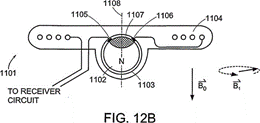 1108
1105
1107
1106
1104
1101
N
TO RECEIVER
CIRCUIT
1102
1103
B₀
B₁
FIG. 12B